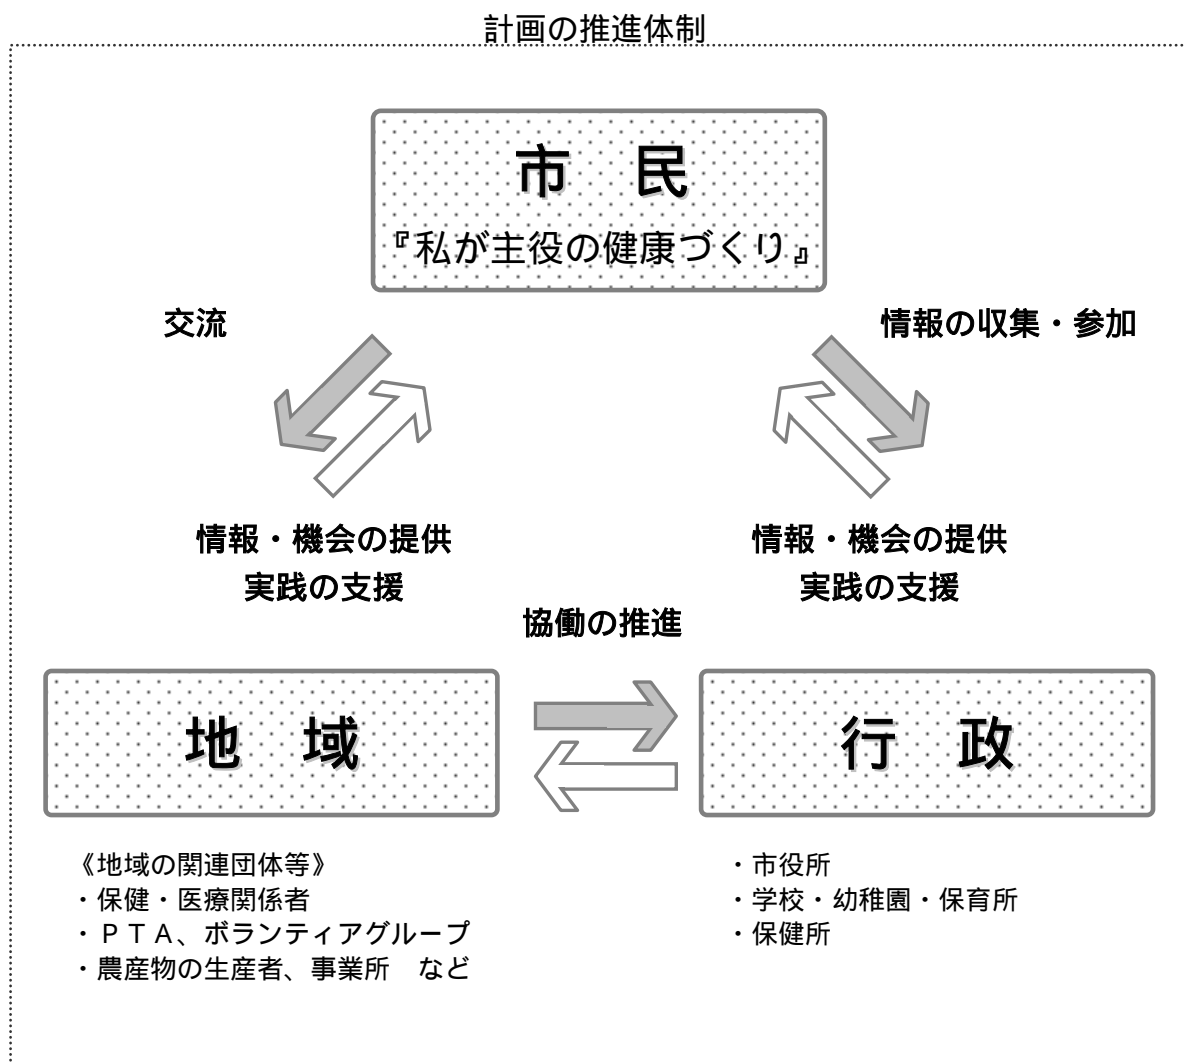 計画の推進体制
市　民
『私が主役の健康づくり』
交流
情報の収集・参加
情報・機会の提供
実践の支援
情報・機会の提供
実践の支援
協働の推進
地　域
行　政
《地域の関連団体等》
・保健・医療関係者
・ＰＴＡ、ボランティアグループ
・農産物の生産者、事業所　など
・市役所
・学校・幼稚園・保育所
・保健所